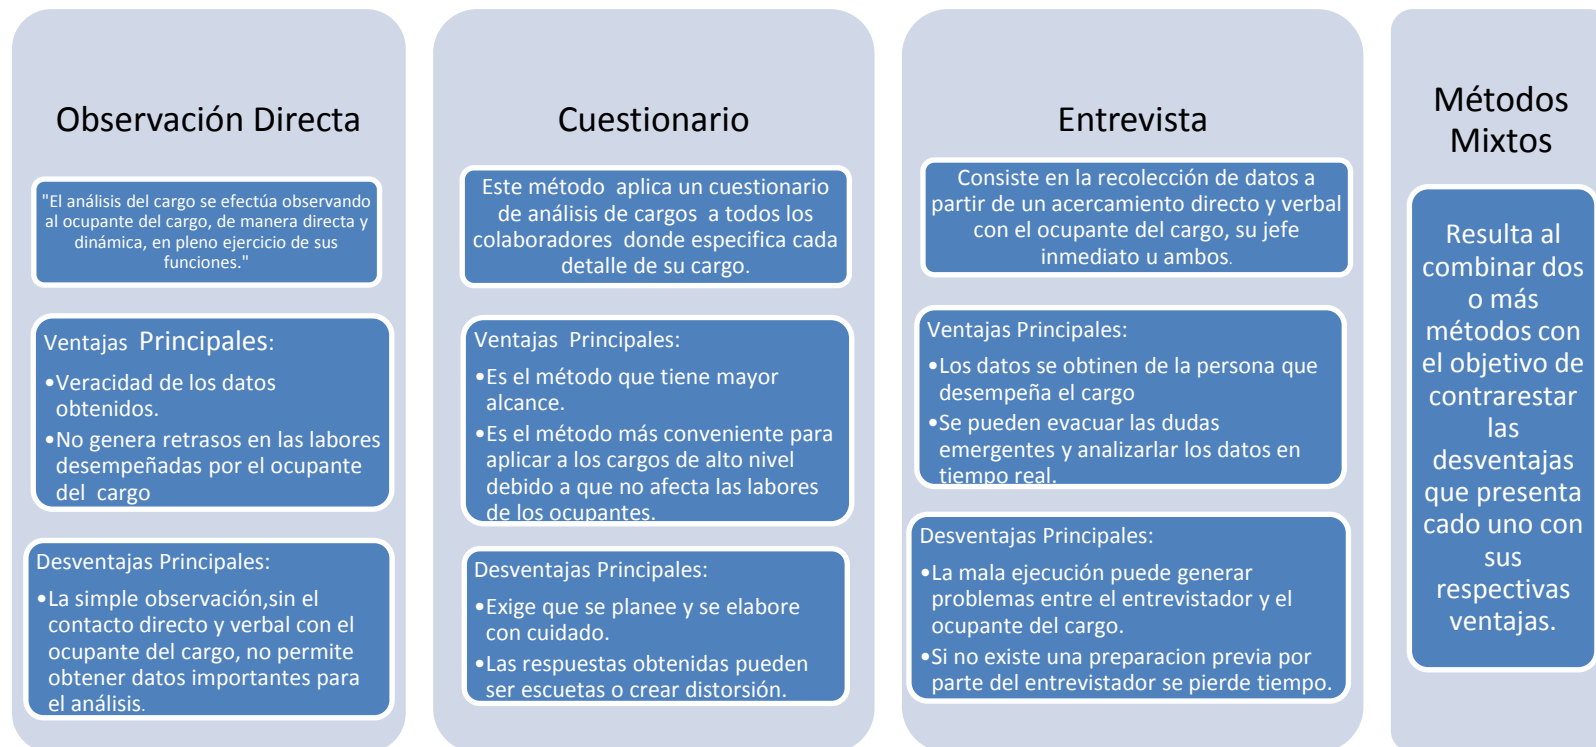 Observación Directa
"El análisis del cargo se efectúa observando
al ocupante del cargo, de manera directa y
dinámica, en pleno ejercicio de sus
funciones."
Ventajas Principales:
•Veracidad de los datos
obtenidos.
•No genera retrasos en las labores
desempeñadas por el ocupante
del cargo
Desventajas Principales:
•La simple observación,sin el
contacto directo y verbal con el
ocupante del cargo, no permite
obtener datos importantes para
el análisis.
Cuestionario
Este método aplica un cuestionario
de análisis de cargos a todos los
colaboradores donde especifica cada
detalle de su cargo.
Ventajas Principales:
•Es el método que tiene mayor
alcance.
•Es el método más conveniente para
aplicar a los cargos de alto nivel
debido a que no afecta las labores
de los ocupantes.
Desventajas Principales:
•Exige que se planee y se elabore
con cuidado.
•Las respuestas obtenidas pueden
ser escuetas o crear distorsión.
Entrevista
Consiste en la recolección de datos a
partir de un acercamiento directo y verbal
con el ocupante del cargo, su jefe
inmediato u ambos.
Ventajas Principales:
•Los datos se obtinen de la persona que
desempeña el cargo
•Se pueden evacuar las dudas
emergentes y analizarlar los datos en
tiempo real.
Desventajas Principales:
•La mala ejecución puede generar
problemas entre el entrevistador y el
ocupante del cargo.
•Si no existe una preparacion previa por
parte del entrevistador se pierde tiempo.
Métodos
Mixtos
Resulta al
combinar dos
o más
métodos con
el objetivo de
contrarestar
las
desventajas
que presenta
cado uno con
sus
respectivas
ventajas.